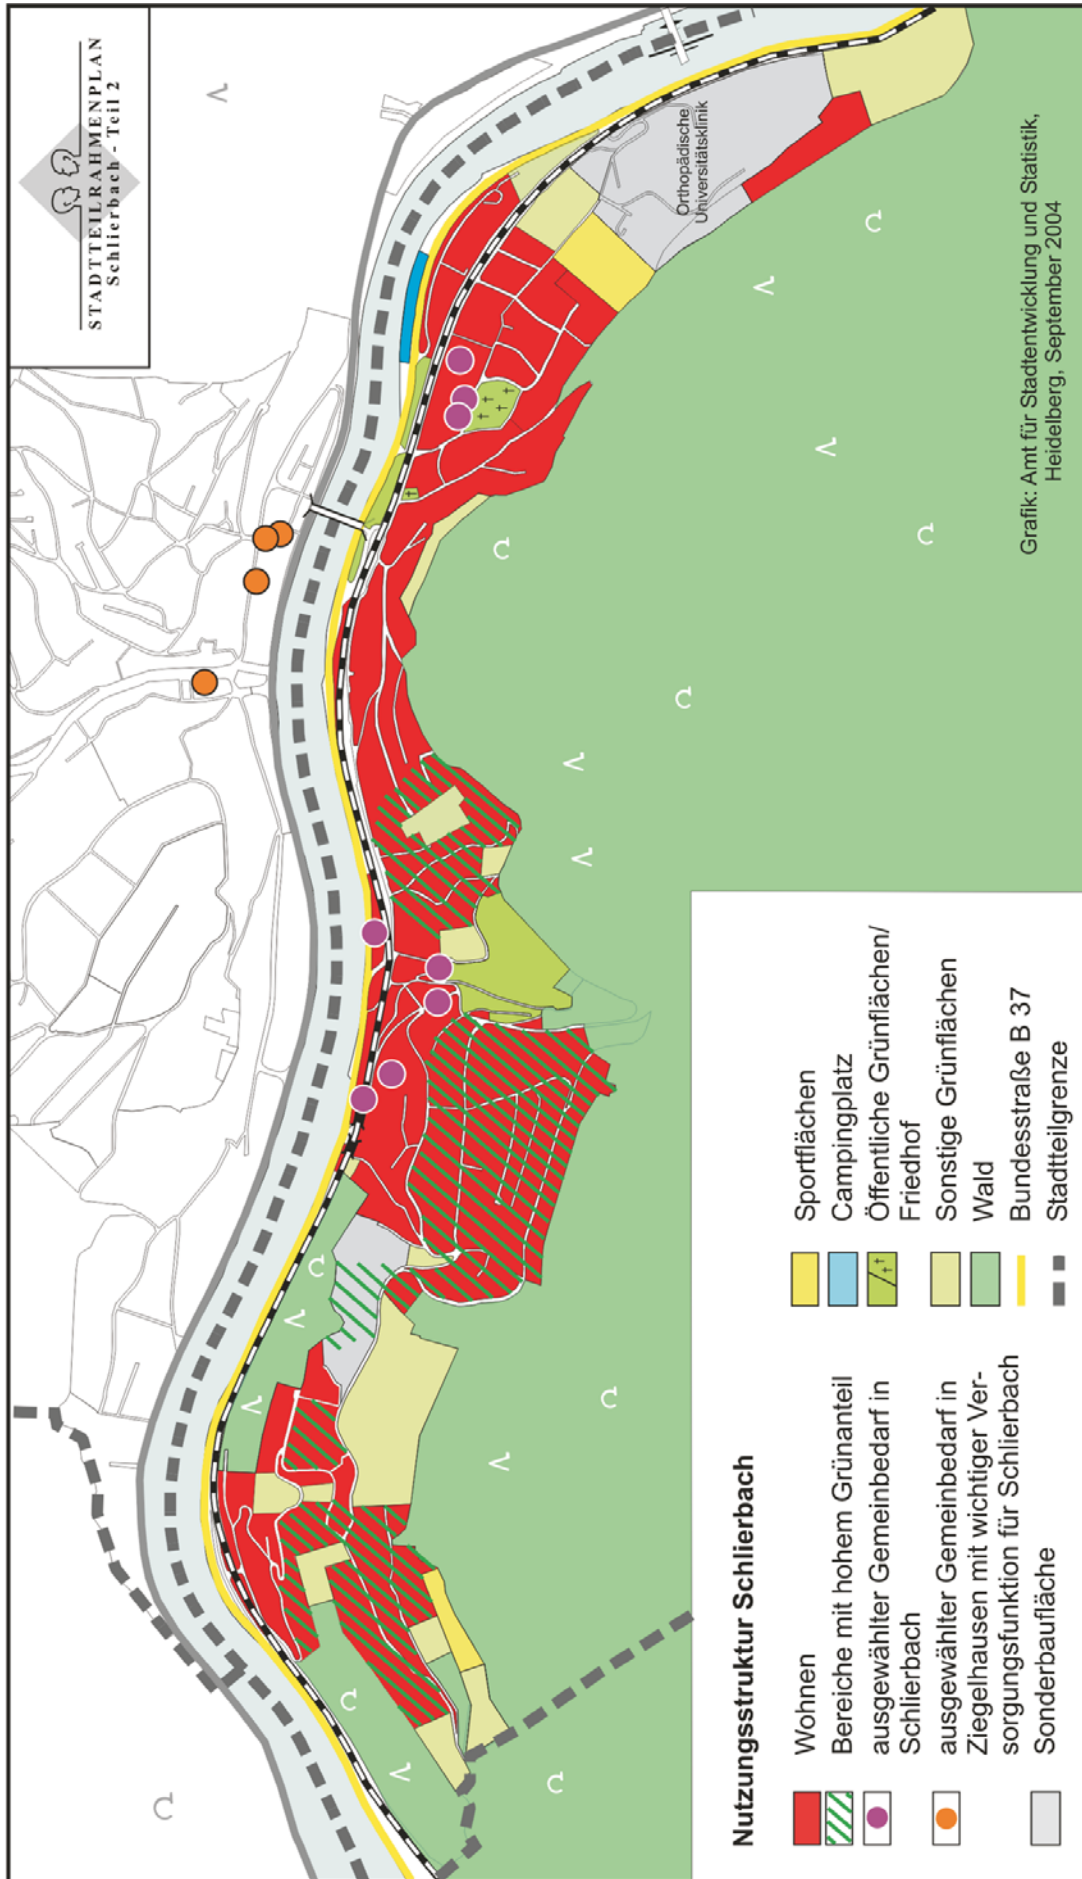 STADTTEILRAHMENPLAN
Schlierbach - Teil 2
Orthopädische
Universitätsklinik
Grafik: Amt für Stadtentwicklung und Statistik,
Heidelberg, September 2004
Nutzungsstruktur Schlierbach
Wohnen
Bereiche mit hohem Grünanteil
ausgewählter Gemeinbedarf in
Schlierbach
ausgewählter Gemeinbedarf in
Ziegelhausen mit wichtiger Ver-
sorgungsfunktion für Schlierbach
Sonderbaufläche
Sportflächen
Campingplatz
Öffentliche Grünflächen/
Friedhof
Sonstige Grünflächen
Wald
Bundesstraße B 37
Stadtteilgrenze